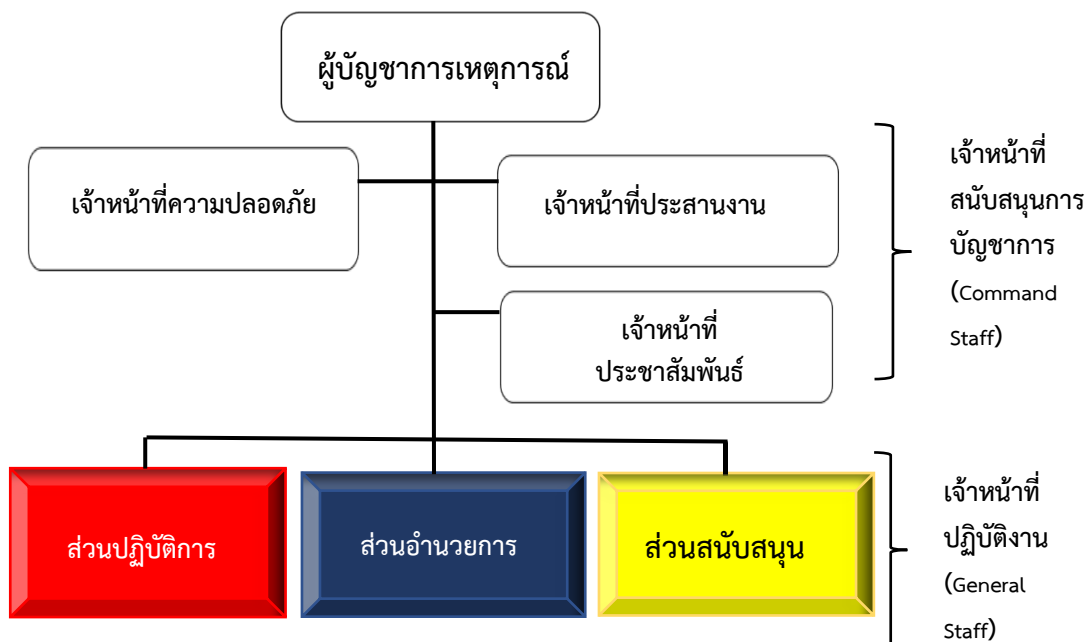 ผู้บัญชาการเหตุการณ์
เจ้าหน้าที่ความปลอดภัย
เจ้าหน้าที่ประสานงาน
เจ้าหน้าที่
ประชาสัมพันธ์
เจ้าหน้าที่
สนับสนุนการ
บัญชาการ
(Command
Staff)
ส่วนปฏิบัติการ
ส่วนอำนวยการ
ส่วนสนับสนุน
เจ้าหน้าที่
ปฏิบัติงาน
(General
Staff)